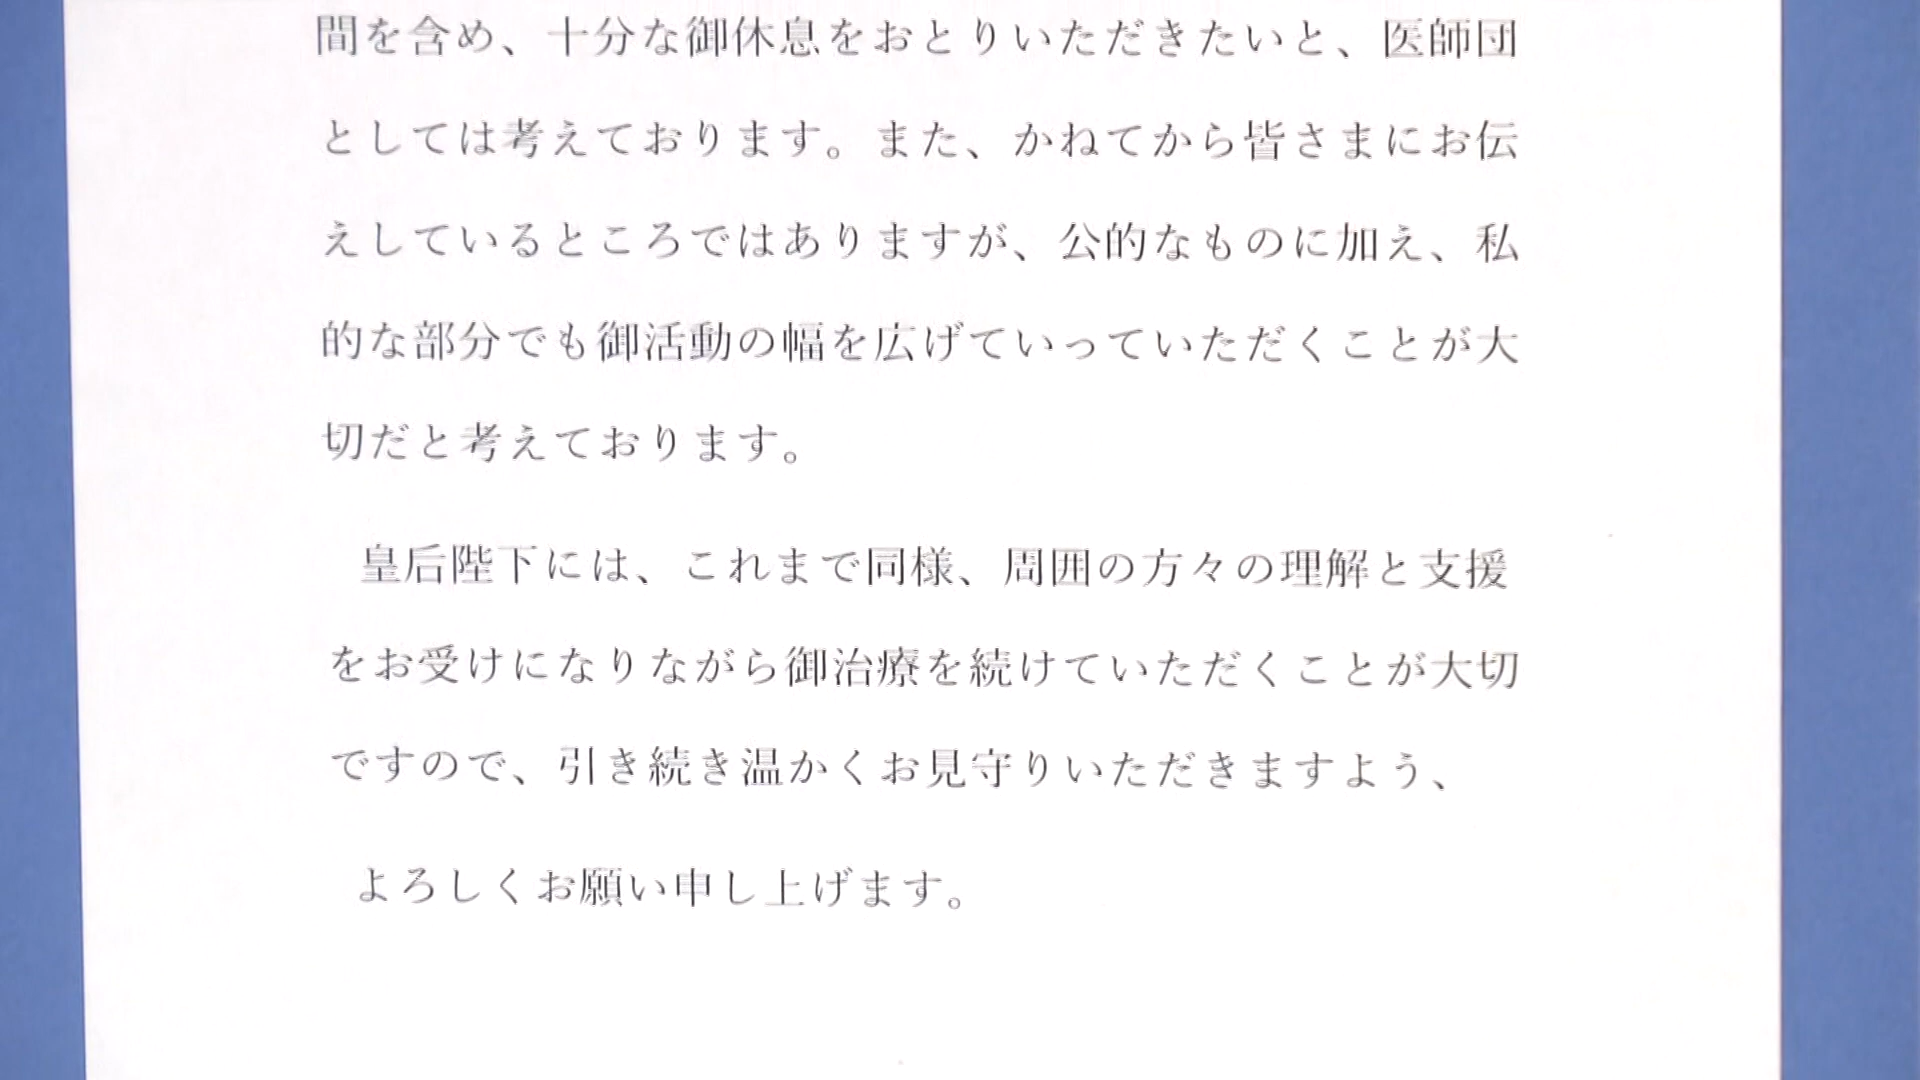 間を含め、十分な御休息をおとりいただきたいと、医師団
としては考えております。また、かねてから皆さまにお伝
えしているところではありますが、公的なものに加え、私
的な部分でも御活動の幅を広げていっていただくことが大
切だと考えております。
皇后陛下には、これまで同様、周囲の方々の理解と支援
をお受けになりながら御治療を続けていただくことが大切
ですので、引き続き温かくお見守りいただきますよう、
よろしくお願い申し上げます。